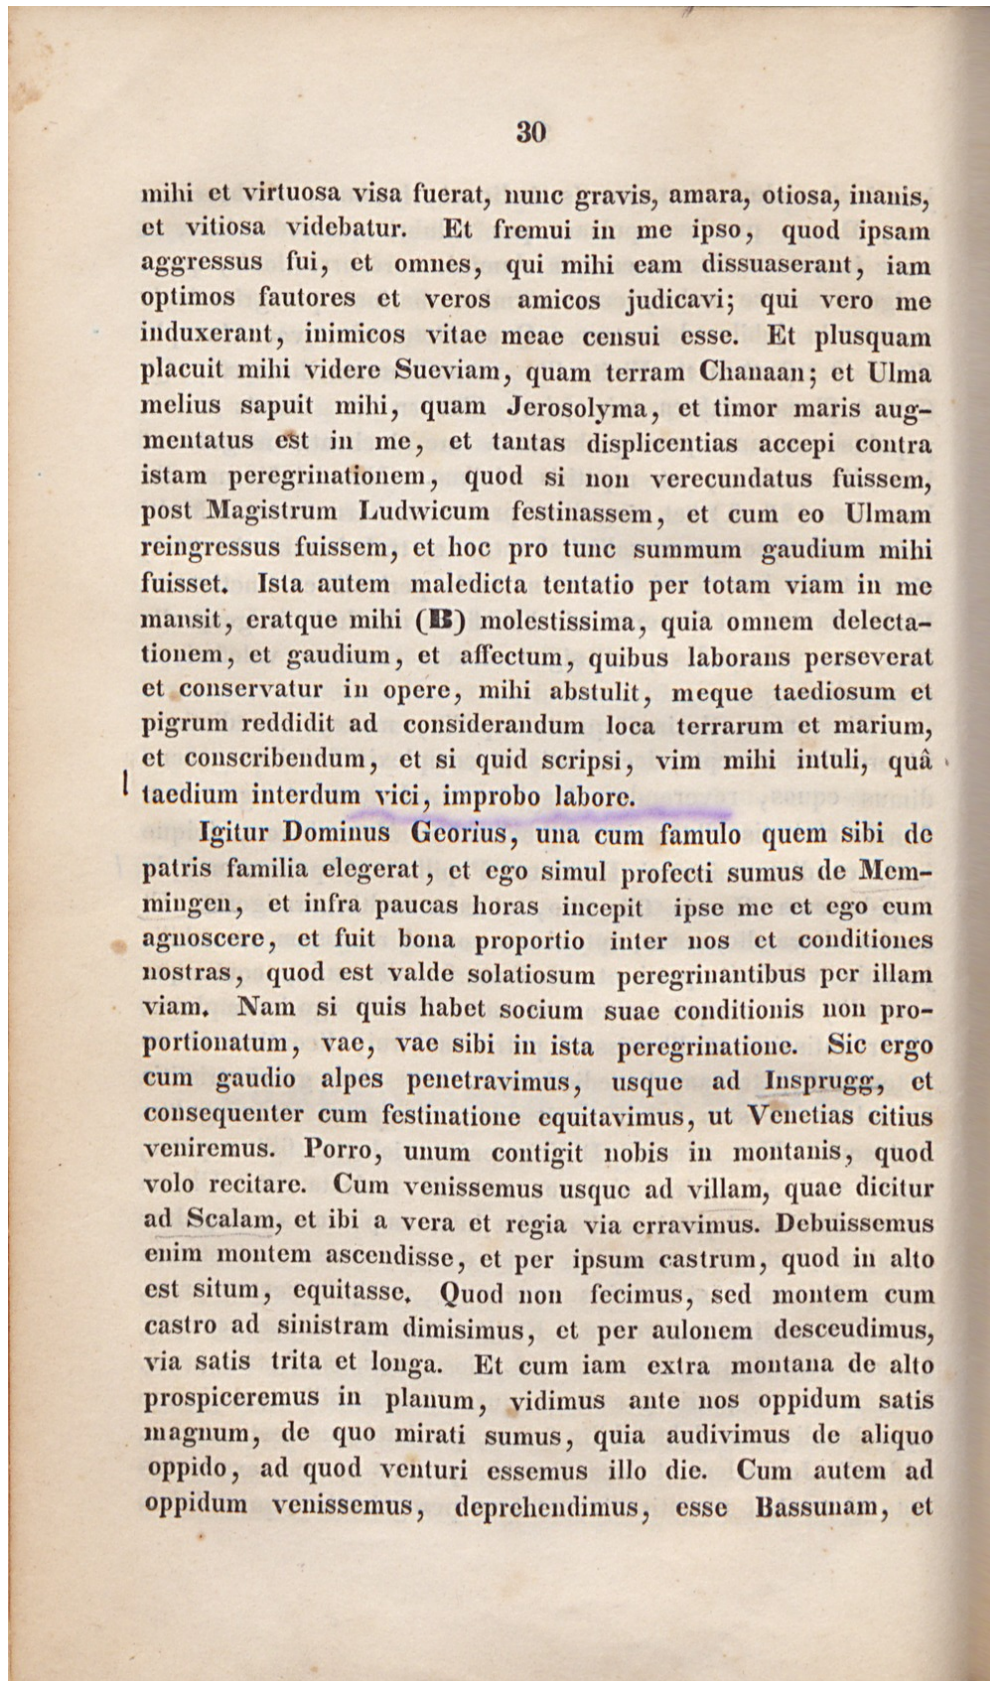 30
mihi et virtuosa visa fuerat, nunc gravis, amara, otiosa, inanis,
et vitiosa videbatur. Et fremui in me ipso, quod ipsam
aggressus fui, et omnes, qui mihi eam dissuaserant, iam
optimos fautores et veros amicos judicavi; qui vero me
induxerant, inimicos vitae meae censui esse. Et plusquam
placuit mihi videre Sueviam, quam terram Chanaan; et Ulma
melius sapuit mihi, quam Jerosolyma, et timor maris aug-
mentatus est in me, et tantas displicentias accepi contra
istam peregrinationem, quod si non verecundatus fuissem,
post Magistrum Ludwicum festinassem, et cum eo Ulmam
reingressus fuissem, et hoc pro tunc summum gaudium mihi
fuisset. Ista autem maledicta tentatio per totam viam in me
mansit, eratque mihi (B) molestissima, quia omnem delecta-
tionem, et gaudium, et affectum, quibus laborans perseverat
et conservatur in opere, mihi abstulit, meque taediosum et
pigrum reddidit ad considerandum loca terrarum et marium,
et conscribendum, et si quid scripsi, vim mihi intuli, quâ
taedium interdum vici, improbo labore.
Igitur Dominus Georius, una cum famulo quem sibi de
patris familia elegerat, et ego simul profecti sumus de Mem-
mingen, et infra paucas horas incepit ipse me et ego eum
agnoscere, et fuit bona proportio inter nos et conditiones
nostras, quod est valde solatiosum peregrinantibus per illam
viam. Nam si quis habet socium suae conditionis non pro-
portionatum, vae, vae sibi in ista peregrinatione. Sic ergo
cum gaudio alpes penetravimus, usque ad Insprugg, et
consequenter cum festinatione equitavimus, ut Venetias citius
veniremus. Porro, unum contigit nobis in montanis, quod
volo recitare. Cum venissemus usque ad villam, quae dicitur
ad Scalam, et ibi a vera et regia via erravimus. Debuissemus
enim montem ascendisse, et per ipsum castrum, quod in alto
est situm, equitasse. Quod non fecimus, sed montem cum
castro ad sinistram dimisimus, et per aulonem desceudimus,
via satis trita et longa. Et cum iam extra montana de alto
prospiceremus in planum, vidimus ante nos oppidum satis
magnum, de quo mirati sumus, quia audivimus de aliquo
oppido, ad quod venturi essemus illo die. Cum autem ad
oppidum venissemus, deprehendimus, esse Bassunam, et